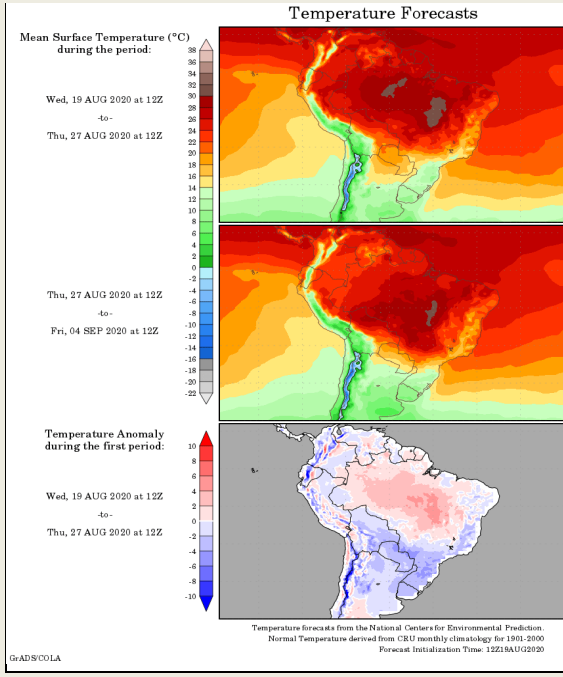 Temperature Forecasts
Mean Surface Temperature (°C)
during the period:
Wed, 19 AUG 2020 at 12Z
-to-
Thu, 27 AUG 2020 at 12Z
38
36
34
32
30
28
26
24
22
20
18
16
14
12
10
8
6
4
2
0
-2
-4
-6
-8
-10
-12
-14
-16
-18
-20
-22
Thu, 27 AUG 2020 at 12Z
-to-
Fri, 04 SEP 2020 at 12Z
Temperature Anomaly
during the first period:
Wed, 19 AUG 2020 at 12Z
-to-
Thu, 27 AUG 2020 at 12Z
10
8
6
4
2
0
-2
-4
-6
-8
-10
Temperature forecasts from the National Centers for Environmental Prediction.
Normal Temperature derived from CRU monthly climatology for 1901-2000
Forecast Initialization Time: 12Z19AUG2020
GrADS/COLA